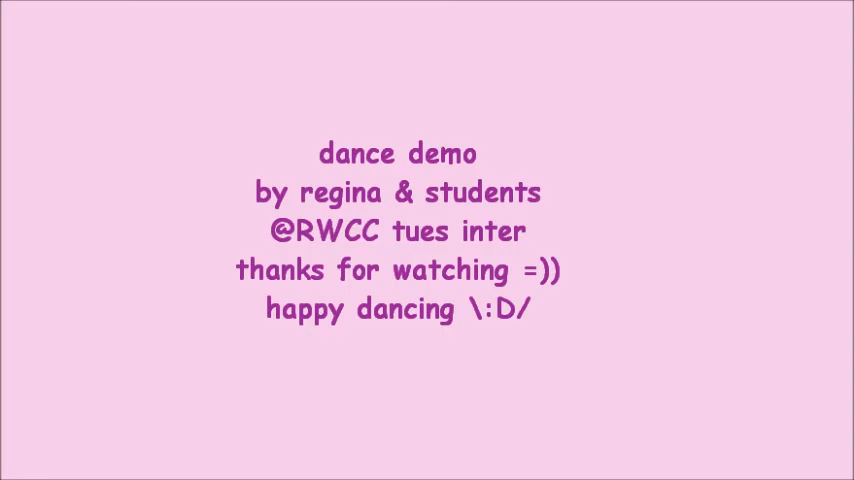 dance demo
by regina & students
@RWCC tues inter
thanks for watching =))
happy dancing \:D/